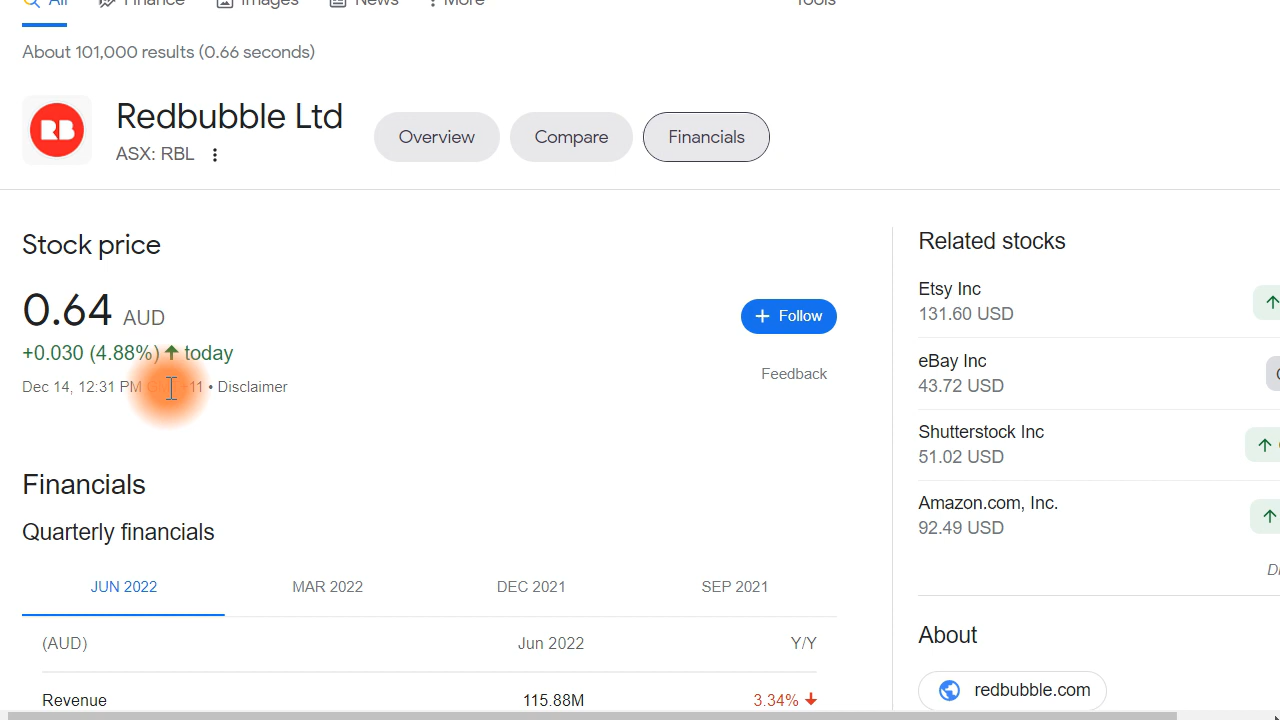 All Finance Images News More Tools
About 101,000 results (0.66 seconds)
RB
Redbubble Ltd
ASX: RBL
Overview Compare Financials
Stock price
0.64 AUD
+0.030 (4.88%) today
Dec 14, 12:31 PM 11 • Disclaimer
+ Follow
Feedback
Financials
Quarterly financials
JUN 2022 MAR 2022 DEC 2021 SEP 2021
(AUD) Jun 2022 Y/Y
Revenue 115.88M 3.34%
Related stocks
Etsy Inc
131.60 USD
eBay Inc
43.72 USD
Shutterstock Inc
51.02 USD
Amazon.com, Inc.
92.49 USD
About
redbubble.com